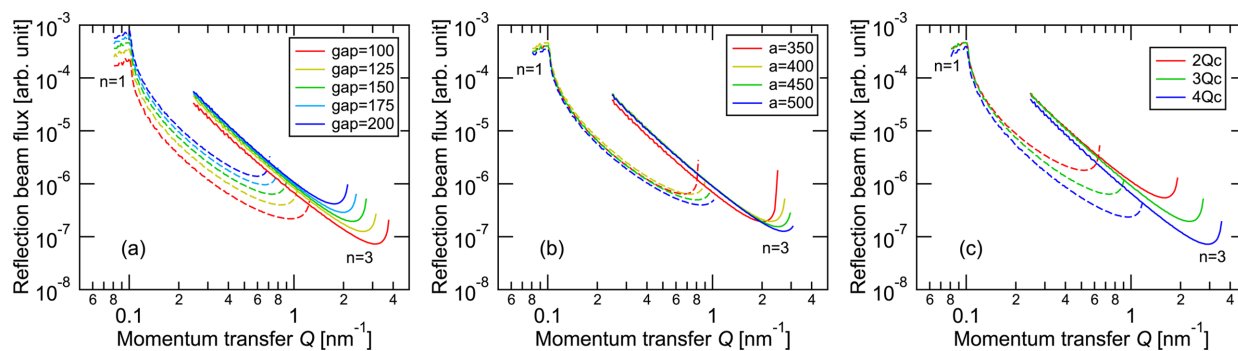 Reflection beam flux [arb. unit]
10⁻³
10⁻⁴
10⁻⁵
10⁻⁶
10⁻⁷
10⁻⁸
n=1
gap=100
gap=125
gap=150
gap=175
gap=200
(a)
n=3
6 8 0.1 2 4 6 8 1 2 4
Momentum transfer Q [nm⁻¹]
Reflection beam flux [arb. unit]
10⁻³
10⁻⁴
10⁻⁵
10⁻⁶
10⁻⁷
10⁻⁸
n=1
a=350
a=400
a=450
a=500
(b)
n=3
6 8 0.1 2 4 6 8 1 2 4
Momentum transfer Q [nm⁻¹]
Reflection beam flux [arb. unit]
10⁻³
10⁻⁴
10⁻⁵
10⁻⁶
10⁻⁷
10⁻⁸
n=1
2Qc
3Qc
4Qc
(c)
n=3
6 8 0.1 2 4 6 8 1 2 4
Momentum transfer Q [nm⁻¹]